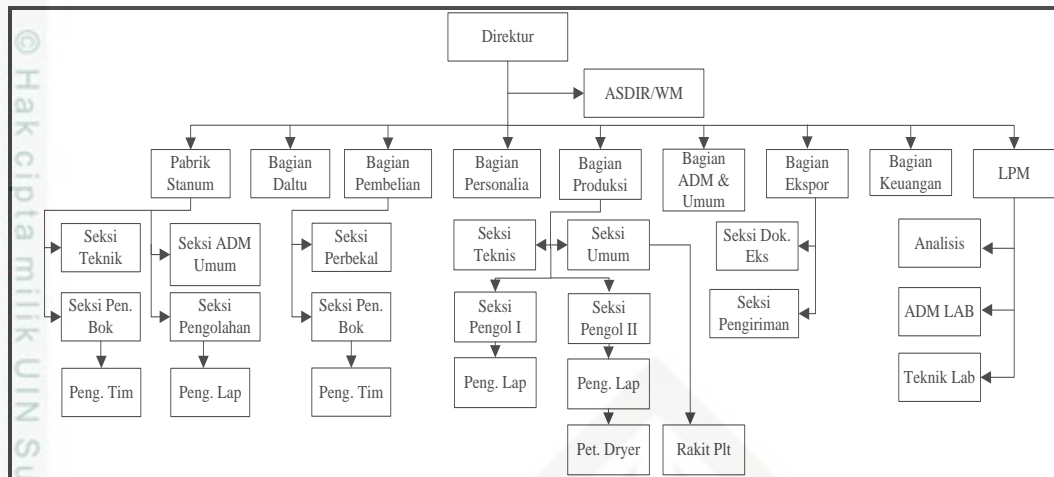 © Hak cipta milik UIN Su
Direktur
ASDIR/WM
Pabrik
Stanum
Bagian
Daltu
Bagian
Pembelian
Bagian
Personalia
Bagian
Produksi
Bagian
ADM &
Umum
Bagian
Ekspor
Bagian
Keuangan
LPM
Seksi
Teknik
Seksi ADM
Umum
Seksi
Perbekal
Seksi
Teknis
Seksi
Umum
Seksi Dok.
Eks
Analisis
Seksi Pen.
Bok
Seksi
Pengolahan
Seksi Pen.
Bok
Seksi
Pengol I
Seksi
Pengol II
Seksi
Pengiriman
ADM LAB
Peng. Tim
Peng. Lap
Peng. Tim
Peng. Lap
Peng. Lap
Teknik Lab
Pet. Dryer
Rakit Plt